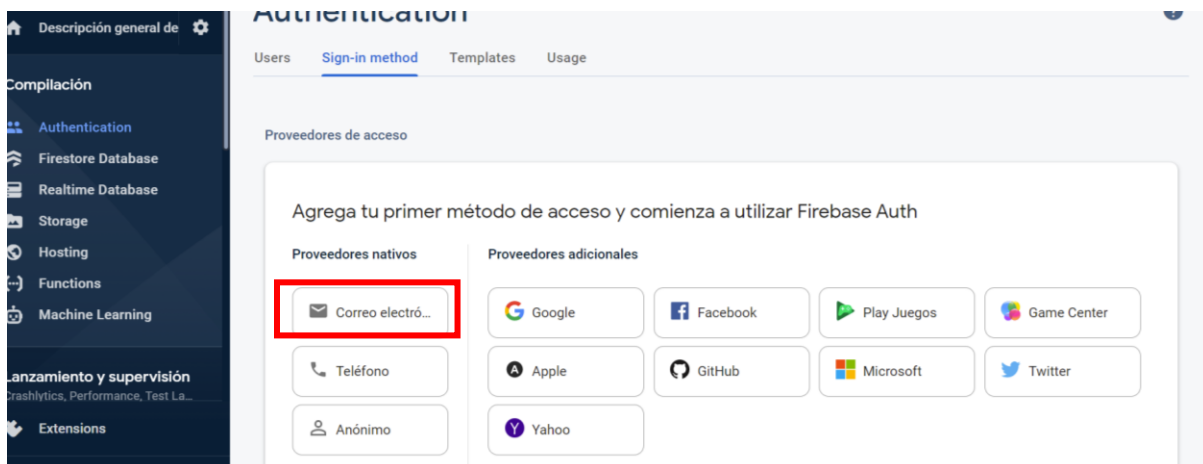 Descripción general de
Compilación
Authentication
Firestore Database
Realtime Database
Storage
Hosting
Functions
Machine Learning
Lanzamiento y supervisión
Crashlytics, Performance, Test La...
Extensions
Authentication
Users Sign-in method Templates Usage
Proveedores de acceso
Agrega tu primer método de acceso y comienza a utilizar Firebase Auth
Proveedores nativos
Correo electró...
Teléfono
Anónimo
Proveedores adicionales
Google Facebook Play Juegos Game Center
Apple GitHub Microsoft Twitter
Yahoo